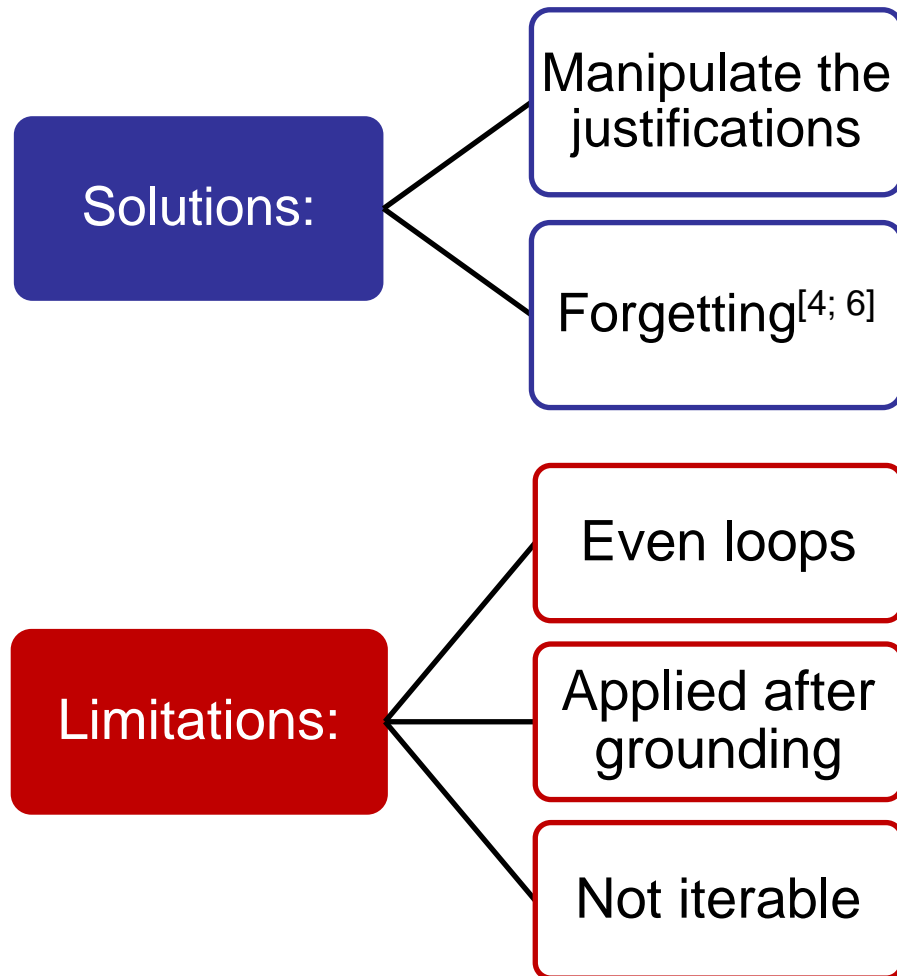 Solutions:
Manipulate the
justifications
Forgetting[4; 6]
Limitations:
Even loops
Applied after
grounding
Not iterable